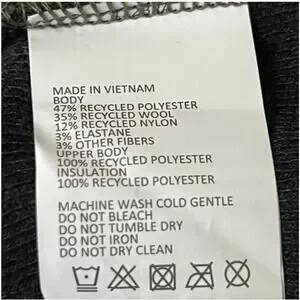 MADE IN VIETNAM
BODY
47% RECYCLED POLYESTER
35% RECYCLED WOOL
12% RECYCLED NYLON
3% ELASTANE
3% OTHER FIBERS
UPPER BODY
100% RECYCLED POLYESTER
INSULATION
100% RECYCLED POLYESTER
MACHINE WASH COLD GENTLE
DO NOT BLEACH
DO NOT TUMBLE DRY
DO NOT IRON
DO NOT DRY CLEAN